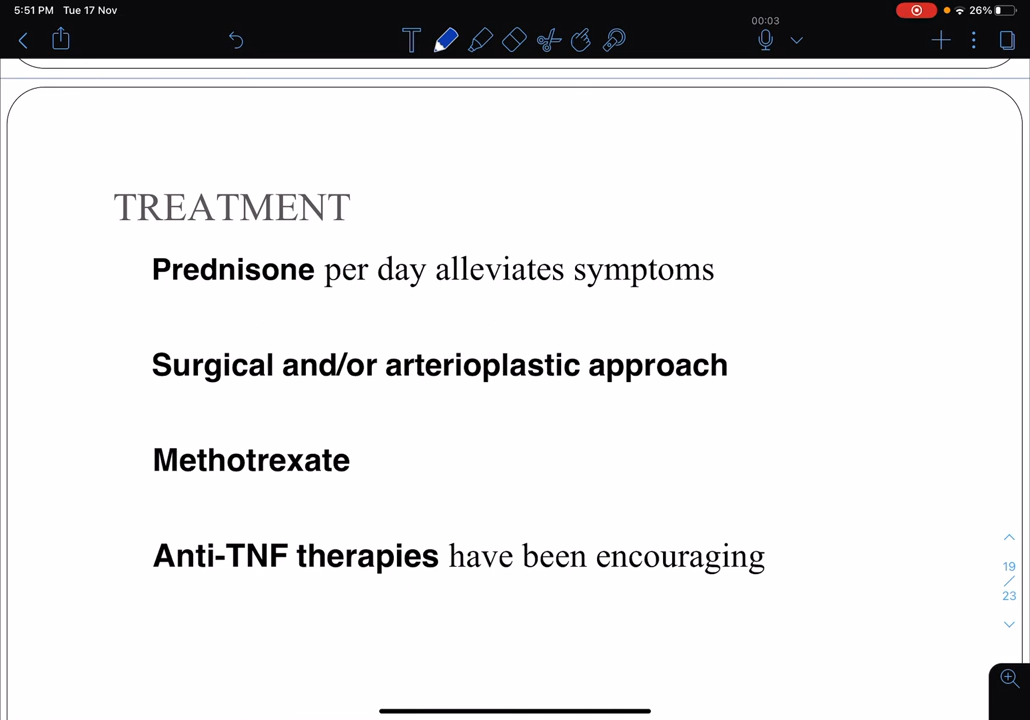 5:51 PM Tue 17 Nov
26%
00:03
TREATMENT
Prednisone per day alleviates symptoms
Surgical and/or arterioplastic approach
Methotrexate
Anti-TNF therapies have been encouraging
19
23